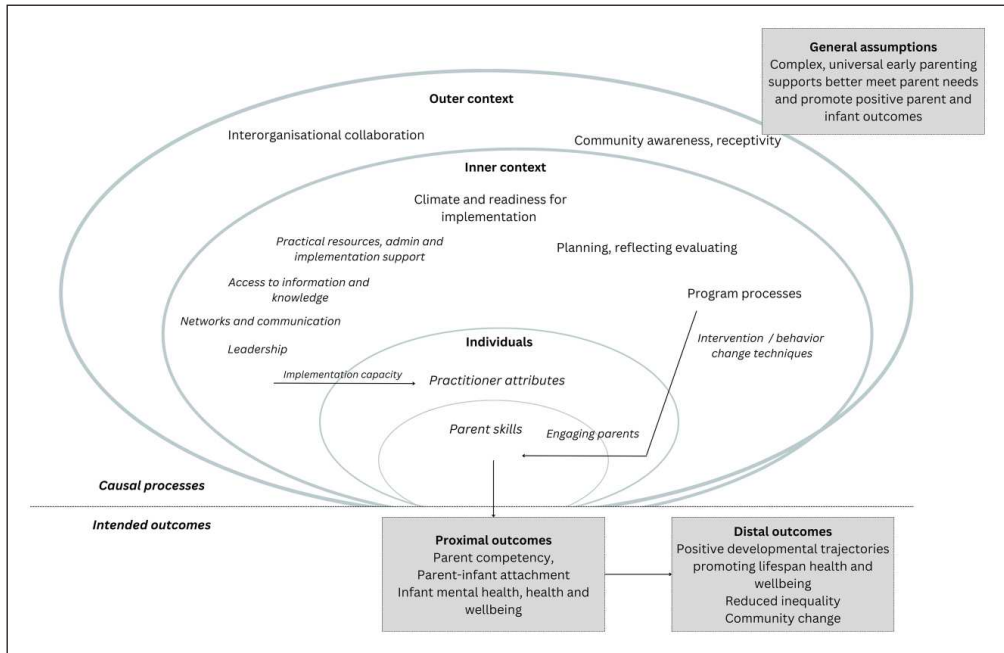 General assumptions
Complex, universal early parenting
supports better meet parent needs
and promote positive parent and
infant outcomes
Outer context
Interorganisational collaboration
Community awareness, receptivity
Inner context
Climate and readiness for
implementation
Practical resources, admin and
implementation support
Planning, reflecting evaluating
Access to information and
knowledge
Program processes
Networks and communication
Intervention / behavior
change techniques
Leadership
Individuals
Implementation capacity
Practitioner attributes
Parent skills
Engaging parents
Causal processes
Intended outcomes
Proximal outcomes
Parent competency,
Parent-infant attachment
Infant mental health, health and
wellbeing
Distal outcomes
Positive developmental trajectories
promoting lifespan health and
wellbeing
Reduced inequality
Community change